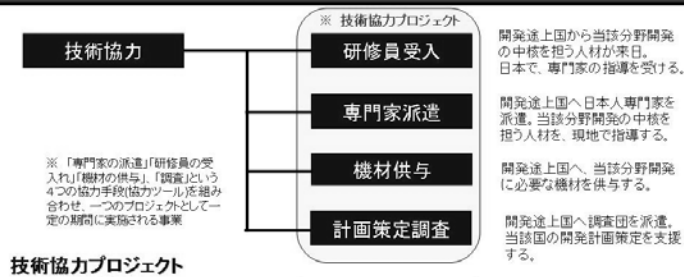 ※ 技術協力プロジェクト
技術協力
研修員受入
開発途上国から当該分野開発
の中核を担う人材が来日。
日本で、専門家の指導を受ける。
専門家派遣
開発途上国へ日本人専門家を
派遣。当該分野開発の中核を
担う人材を、現地で指導する。
機材供与
開発途上国へ、当該分野開発
に必要な機材を供与する。
計画策定調査
開発途上国へ調査団を派遣。
当該国の開発計画策定を支援
する。
※ 「専門家の派遣」「研修員の受
入れ」「機材の供与」、「調査」という
4つの協力手段(協力ツール)を組み
合わせ、一つのプロジェクトとして一
定の期間に実施される事業
技術協力プロジェクト